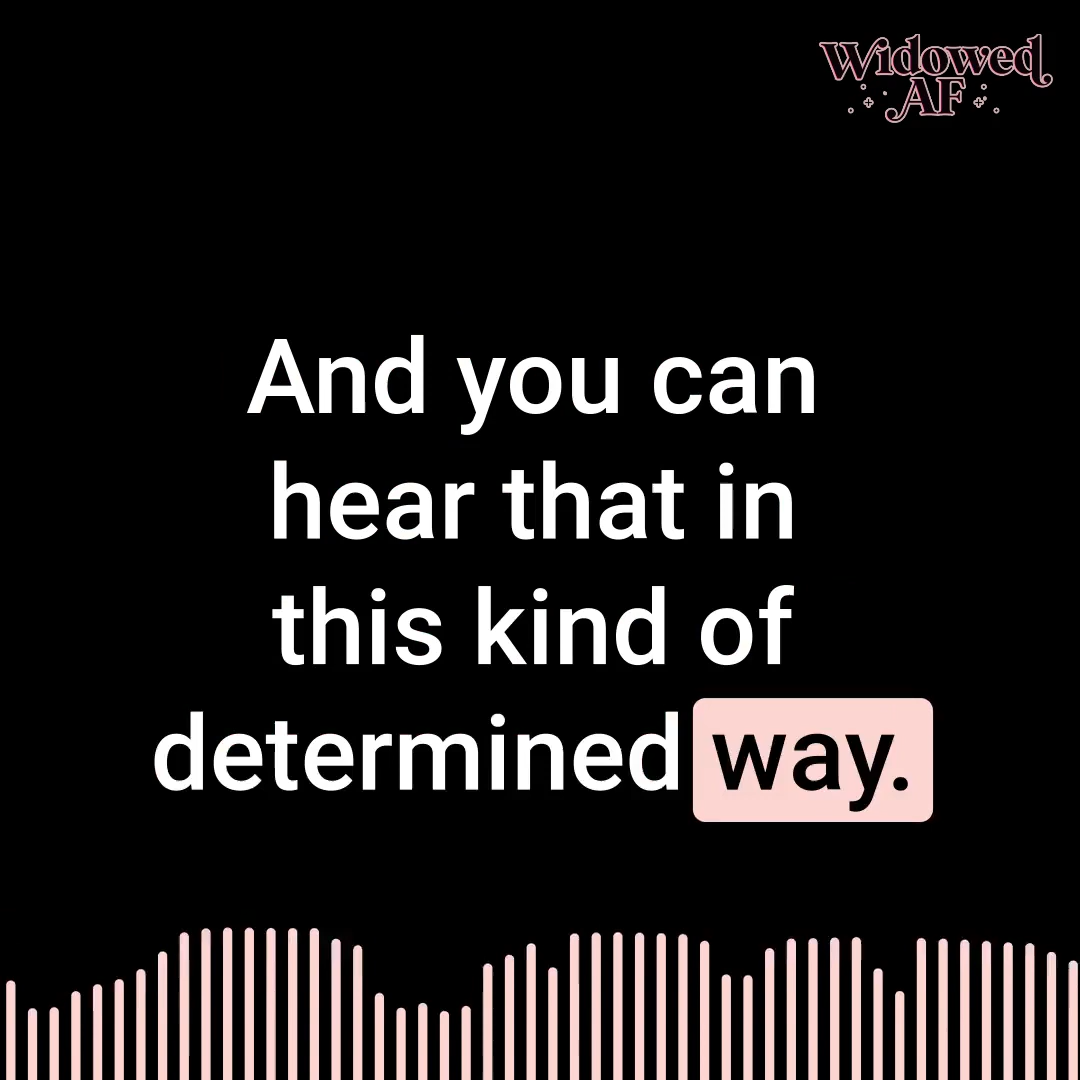 Widowed
AF
And you can
hear that in
this kind of
determined way.